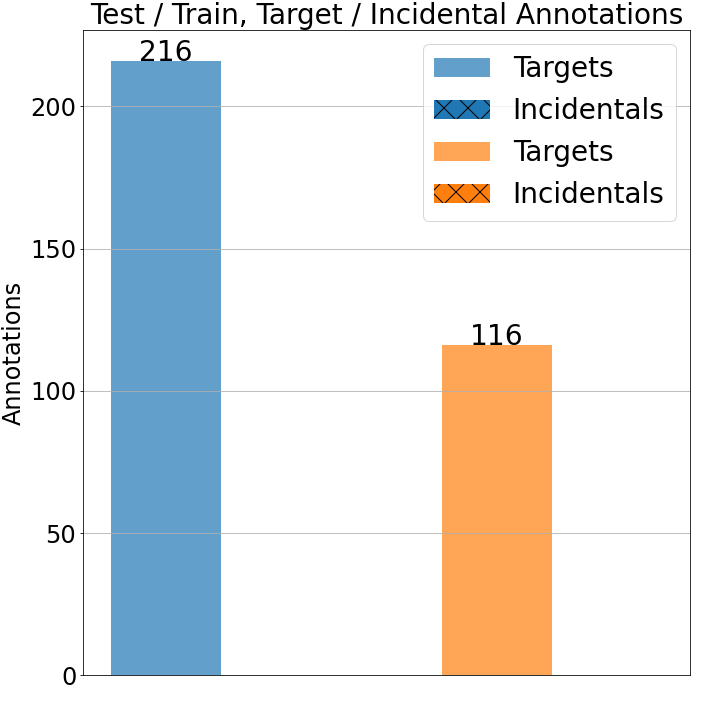 Test / Train, Target / Incidental Annotations
216
Targets
Incidentals
Targets
Incidentals
200
150
116
100
50
0
Annotations